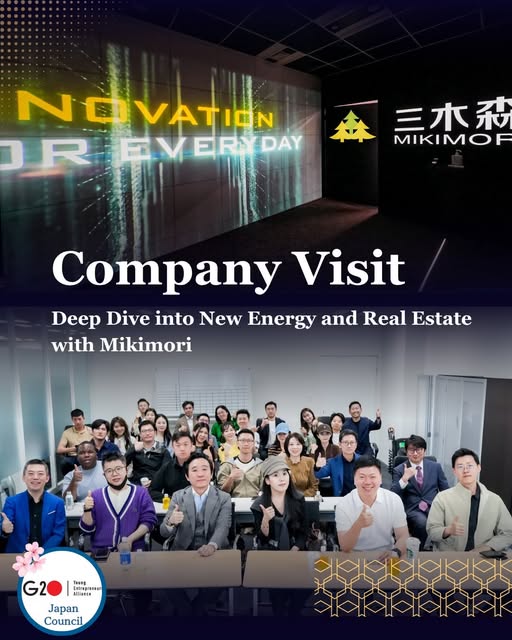 NOVATION
OR EVERYDAY
三木森
MIKIMOR
Company Visit
Deep Dive into New Energy and Real Estate
with Mikimori
G20
Young
Entrepreneurs
Alliance
Japan
Council